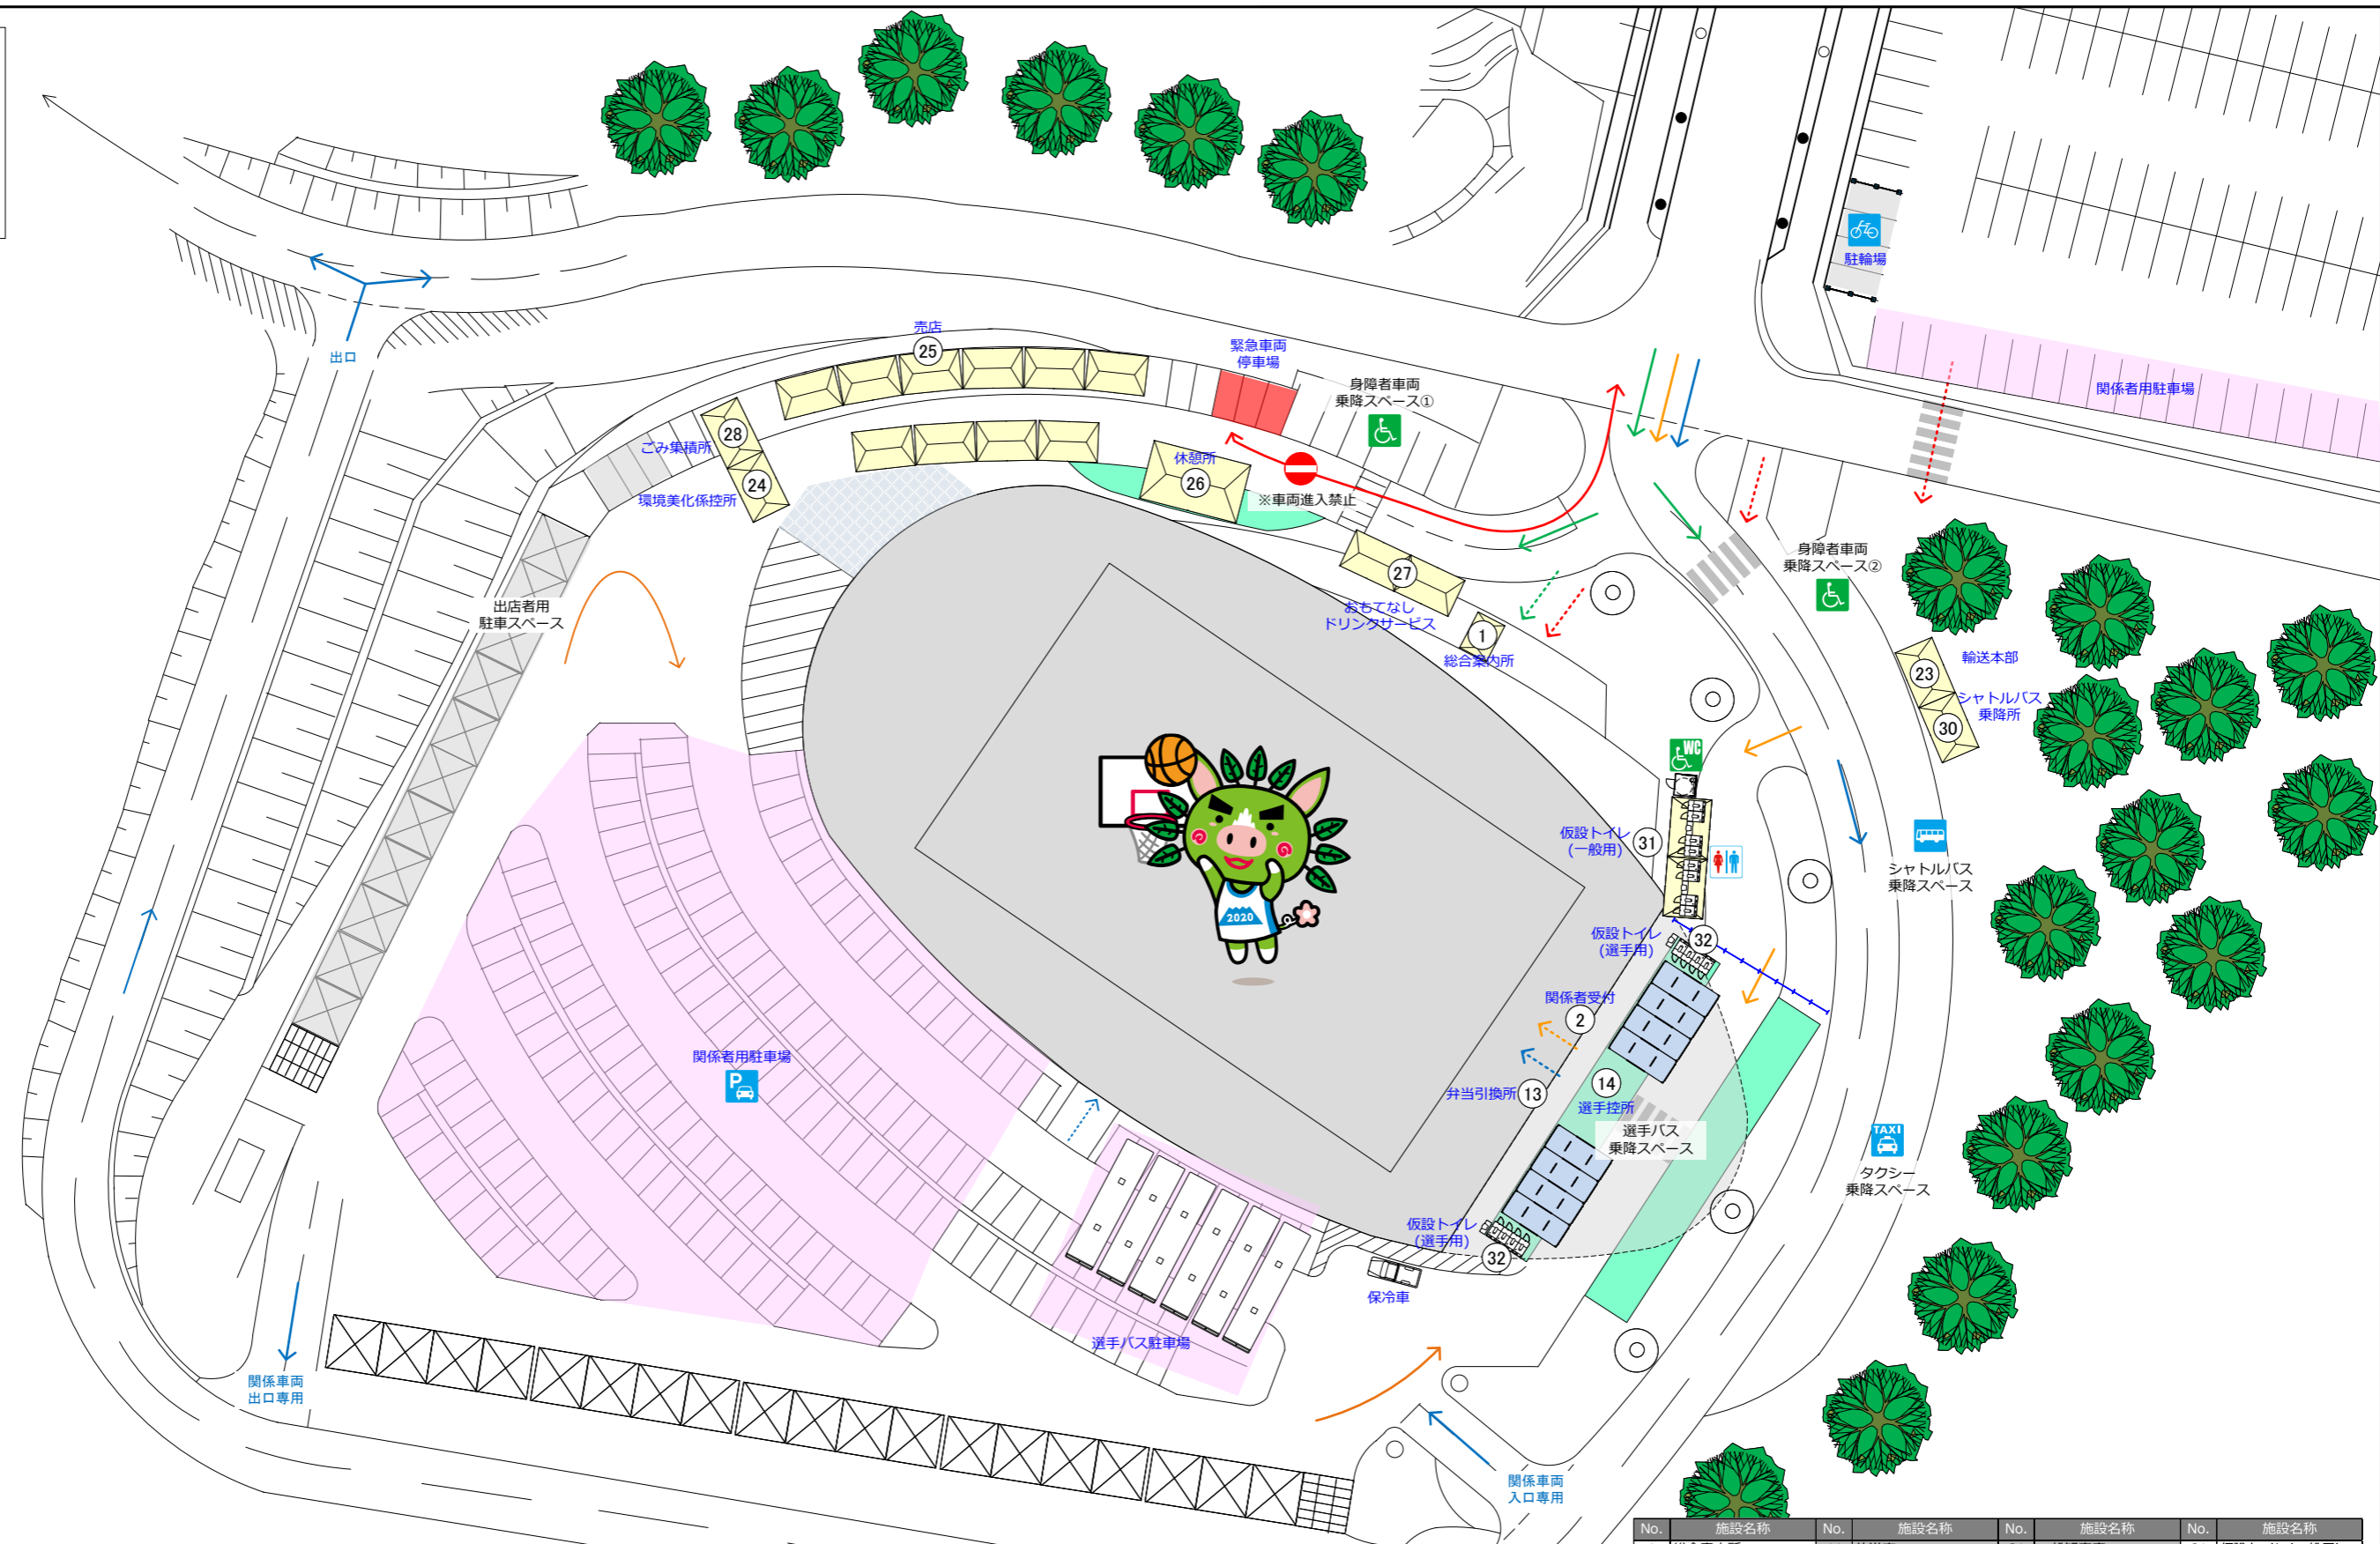 駐輪場
関係者用駐車場
出口
売店
25
緊急車両
停車場
身障者車両
乗降スペース①
28
ごみ集積所
24
環境美化係控所
休憩所
26
※車両進入禁止
27
おもてなし
ドリンクサービス
1
総合案内所
身障者車両
乗降スペース②
出店者用
駐車スペース
23
輸送本部
シャトルバス
乗降所
30
WC
仮設トイレ
(一般用)
31
シャトルバス
乗降スペース
2020
仮設トイレ
(選手用)
32
関係者受付
2
関係者用駐車場
P
弁当引換所
13
14
選手控所
選手バス
乗降スペース
TAXI
タクシー
乗降スペース
仮設トイレ
(選手用)
32
保冷車
選手バス駐車場
関係車両
出口専用
関係車両
入口専用
No. 施設名称 No. 施設名称 No. 施設名称 No. 施設名称